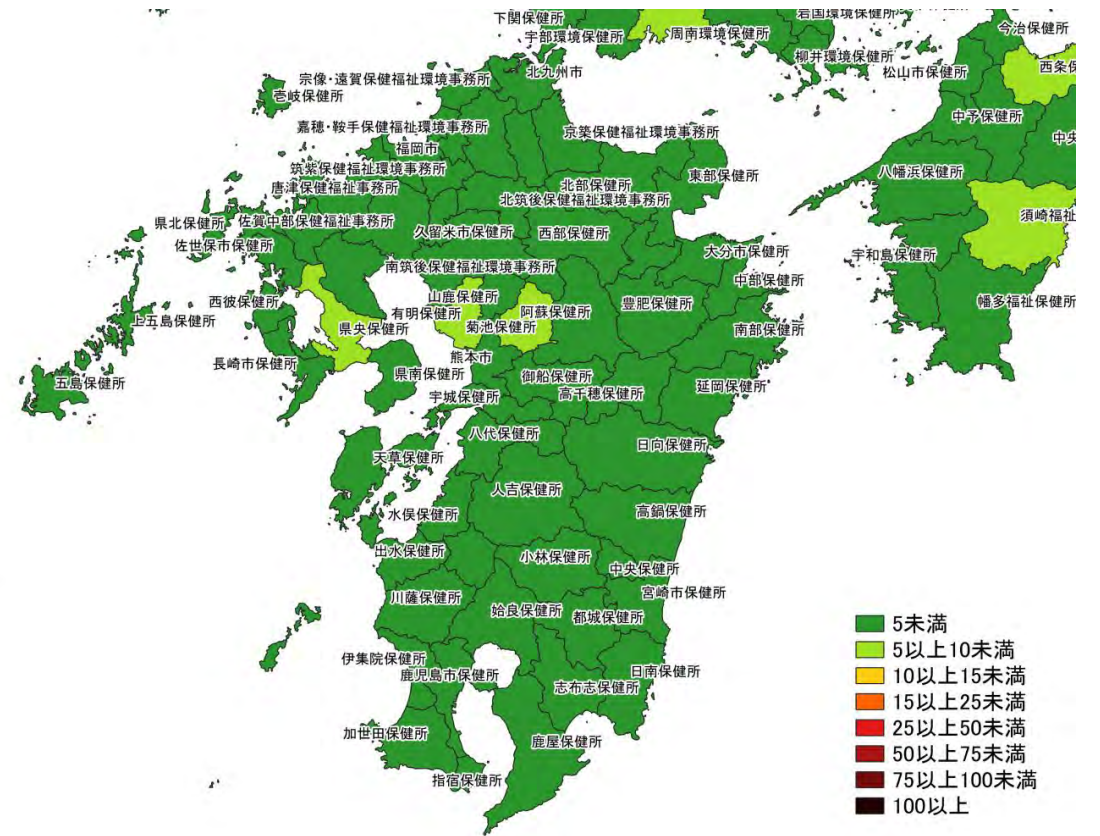 下関保健所
宇部環境保健所
周南環境保健所
岩国環境保健所
柳井環境保健所
今治保健所
松山市保健所
西条保
北九州市
宗像・遠賀保健福祉環境事務所
壱岐保健所
中予保健所
嘉穂・鞍手保健福祉環境事務所
京築保健福祉環境事務所
中央
福岡市
筑紫保健福祉環境事務所
八幡浜保健所
東部保健所
唐津保健福祉事務所
北部保健所
北筑後保健福祉環境事務所
県北保健所
佐賀中部保健福祉事務所
須崎福祉
久留米市保健所
西部保健所
佐世保市保健所
大分市保健所
宇和島保健所
南筑後保健福祉環境事務所
中部保健所
西彼保健所
山鹿保健所
有明保健所
阿蘇保健所
豊肥保健所
幡多福祉保健所
上五島保健所
県央保健所
菊池保健所
南部保健所
長崎市保健所
熊本市
五島保健所
県南保健所
御船保健所
延岡保健所
宇城保健所
高千穂保健所
八代保健所
日向保健所
天草保健所
人吉保健所
水俣保健所
高鍋保健所
出水保健所
小林保健所
中央保健所
川薩保健所
宮崎市保健所
姶良保健所
都城保健所
伊集院保健所
鹿児島市保健所
日南保健所
志布志保健所
加世田保健所
鹿屋保健所
指宿保健所
5未満
5以上10未満
10以上15未満
15以上25未満
25以上50未満
50以上75未満
75以上100未満
100以上